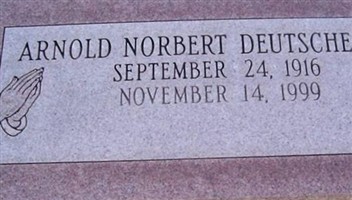 ARNOLD NORBERT DEUTSCHE
SEPTEMBER 24, 1916
NOVEMBER 14, 1999